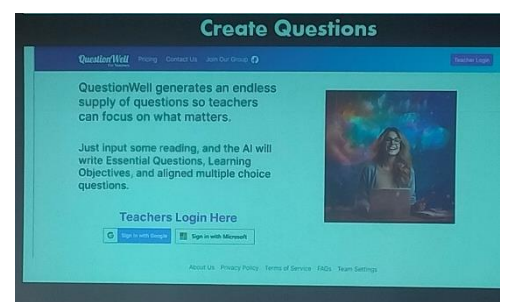 Create Questions
QuestionWell Pricing Contact Us Join Our Group Teacher Login
For Teachers
QuestionWell generates an endless
supply of questions so teachers
can focus on what matters.
Just input some reading, and the AI will
write Essential Questions, Learning
Objectives, and aligned multiple choice
questions.
Teachers Login Here
G Sign in with Google Sign in with Microsoft
About Us Privacy Policy Terms of Service FAQs Team Settings